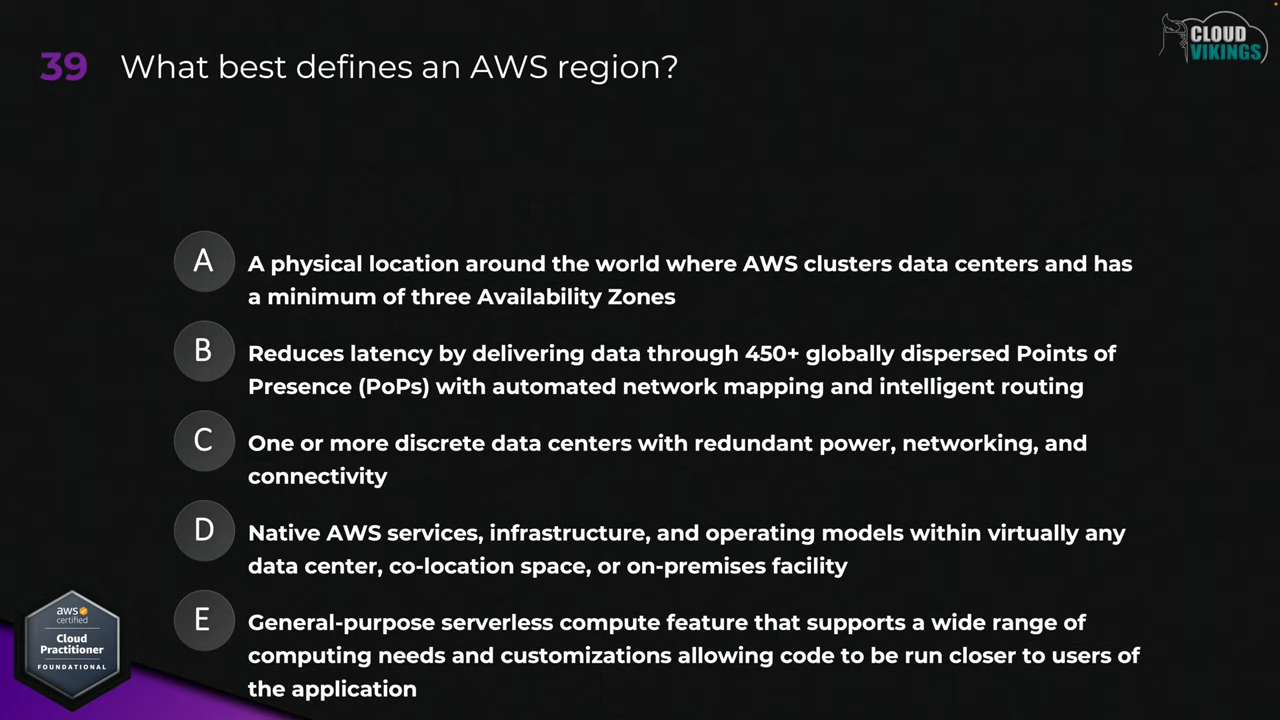 CLOUD
VIKINGS
39 What best defines an AWS region?
A A physical location around the world where AWS clusters data centers and has
a minimum of three Availability Zones
B Reduces latency by delivering data through 450+ globally dispersed Points of
Presence (PoPs) with automated network mapping and intelligent routing
C One or more discrete data centers with redundant power, networking, and
connectivity
D Native AWS services, infrastructure, and operating models within virtually any
data center, co-location space, or on-premises facility
E General-purpose serverless compute feature that supports a wide range of
computing needs and customizations allowing code to be run closer to users of
the application
aws
certified
Cloud
Practitioner
FOUNDATIONAL